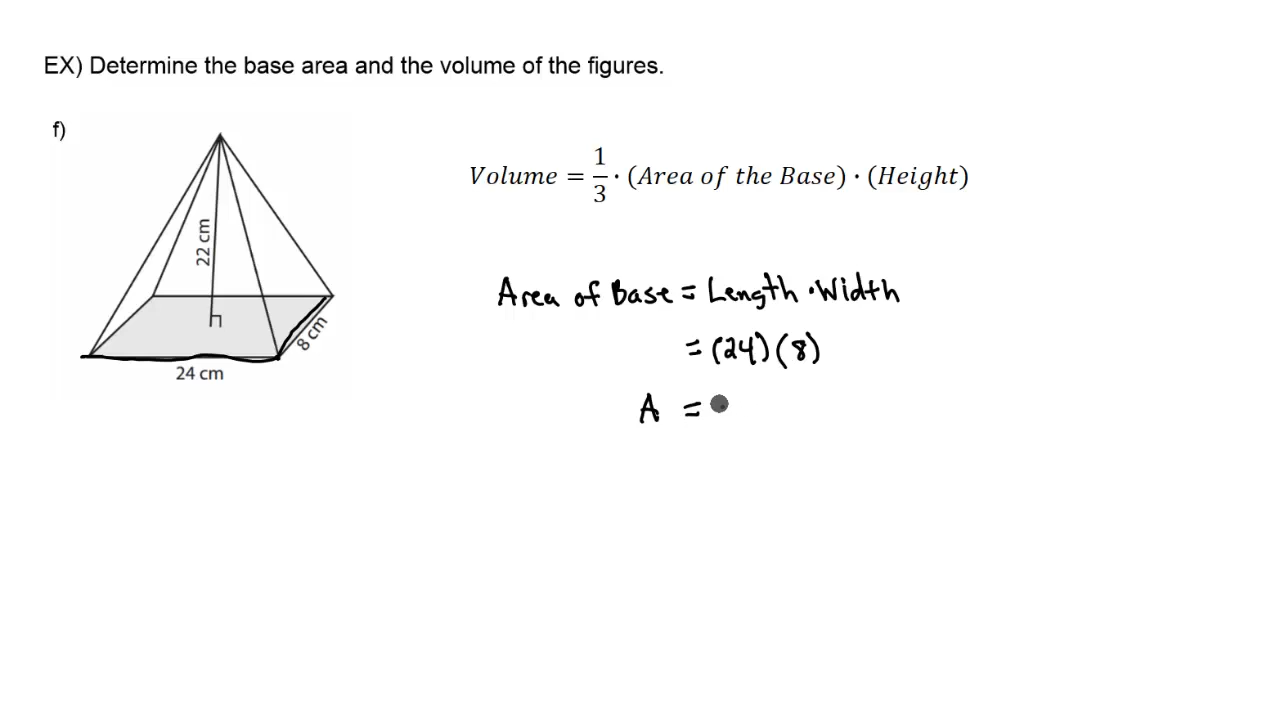 EX) Determine the base area and the volume of the figures.
f)
Volume = 1/3 · (Area of the Base) · (Height)
22 cm
8 cm
24 cm
Area of Base = Length · Width
= (24)(8)
A =